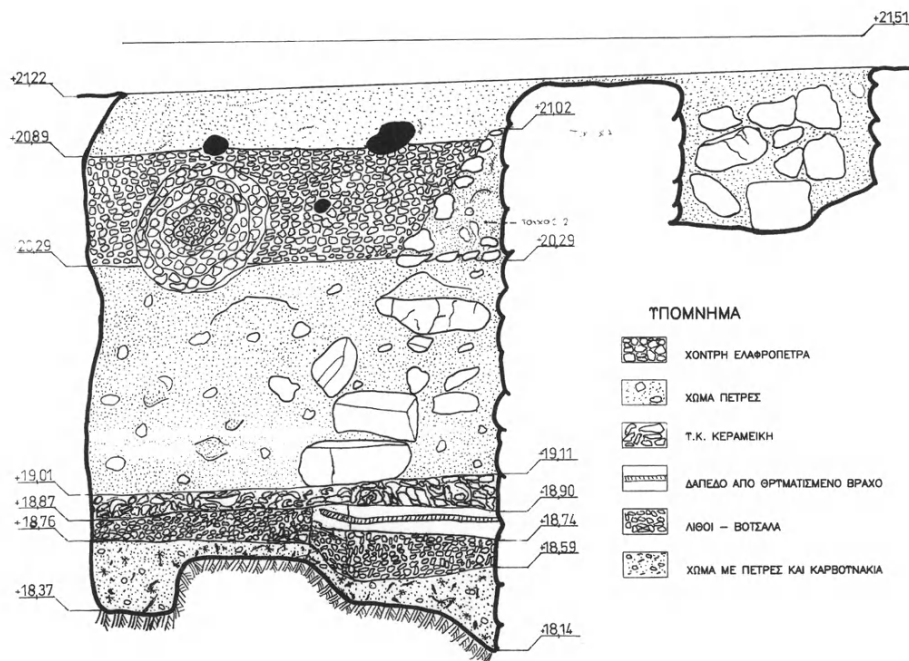 +21,51
+21,22
+21,02
+20,89
+20,29
+20,29
ΥΠΟΜΝΗΜΑ
ΧΟΝΤΡΗ ΕΛΑΦΡΟΠΕΤΡΑ
ΧΩΜΑ ΠΕΤΡΕΣ
Τ.Κ. ΚΕΡΑΜΕΙΚΗ
ΔΑΠΕΔΟ ΑΠΟ ΘΡΥΜΑΤΙΣΜΕΝΟ ΒΡΑΧΟ
ΛΙΘΟΙ – ΒΟΤΣΑΛΑ
ΧΩΜΑ ΜΕ ΠΕΤΡΕΣ ΚΑΙ ΚΑΡΒΟΥΝΑΚΙΑ
+19,11
+19,01
+18,90
+18,87
+18,76
+18,74
+18,59
+18,37
+18,14